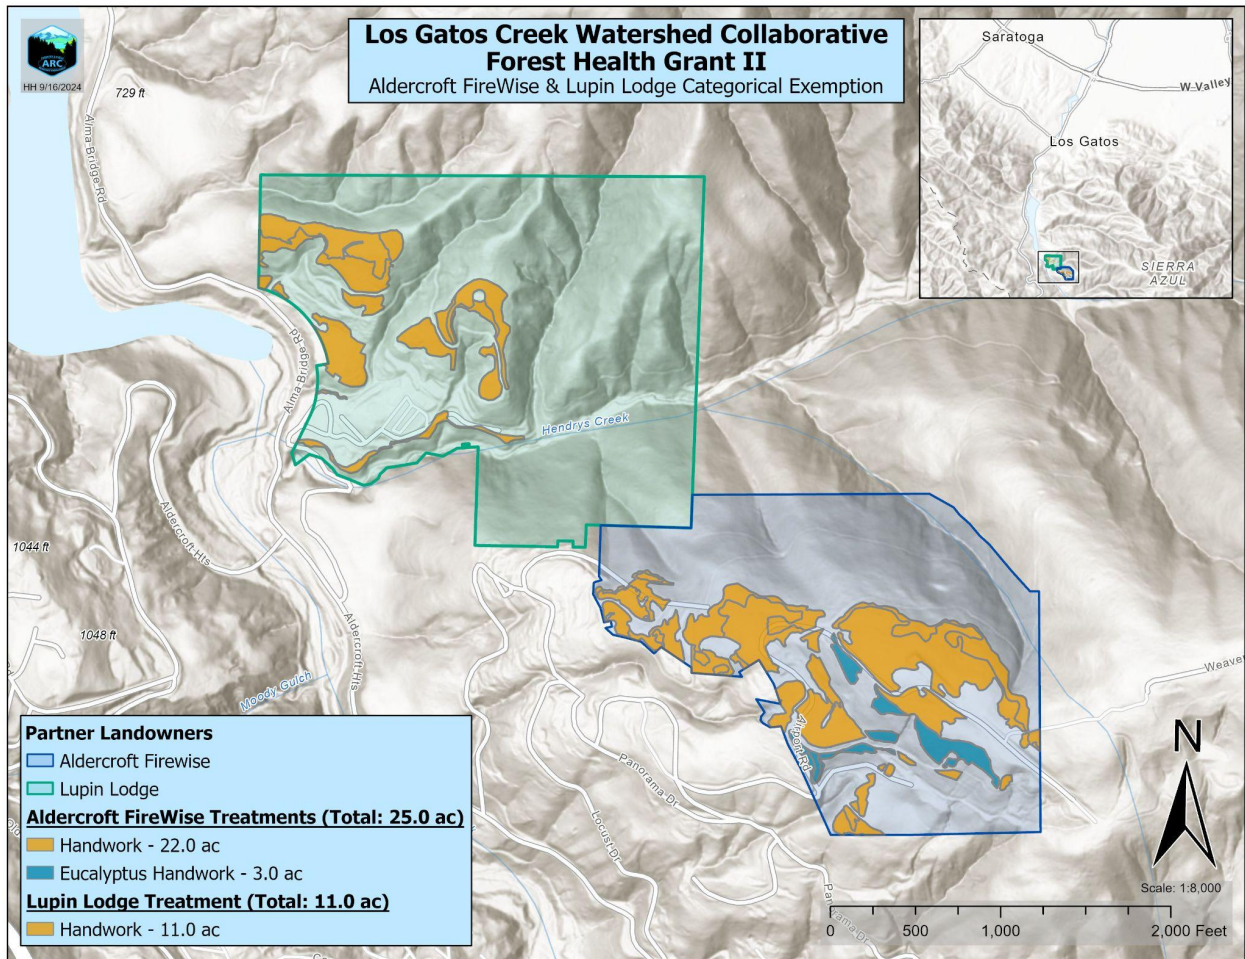 Los Gatos Creek Watershed Collaborative
Forest Health Grant II
Aldercroft FireWise & Lupin Lodge Categorical Exemption
ARC
HH 9/16/2024
729 ft
Alma Bridge Rd
Saratoga
W Valley
Los Gatos
SIERRA
AZUL
Alma Bridge Rd
Hendrys Creek
Aldercroft Hts
1044 ft
1048 ft
Aldercroft Hts
Moody Gulch
Weaver
Airport Rd
Panorama Dr
Locust Dr
Panorama Dr
Partner Landowners
Aldercroft Firewise
Lupin Lodge
Aldercroft FireWise Treatments (Total: 25.0 ac)
Handwork - 22.0 ac
Eucalyptus Handwork - 3.0 ac
Lupin Lodge Treatment (Total: 11.0 ac)
Handwork - 11.0 ac
N
Scale: 1:8,000
0 500 1,000 2,000 Feet